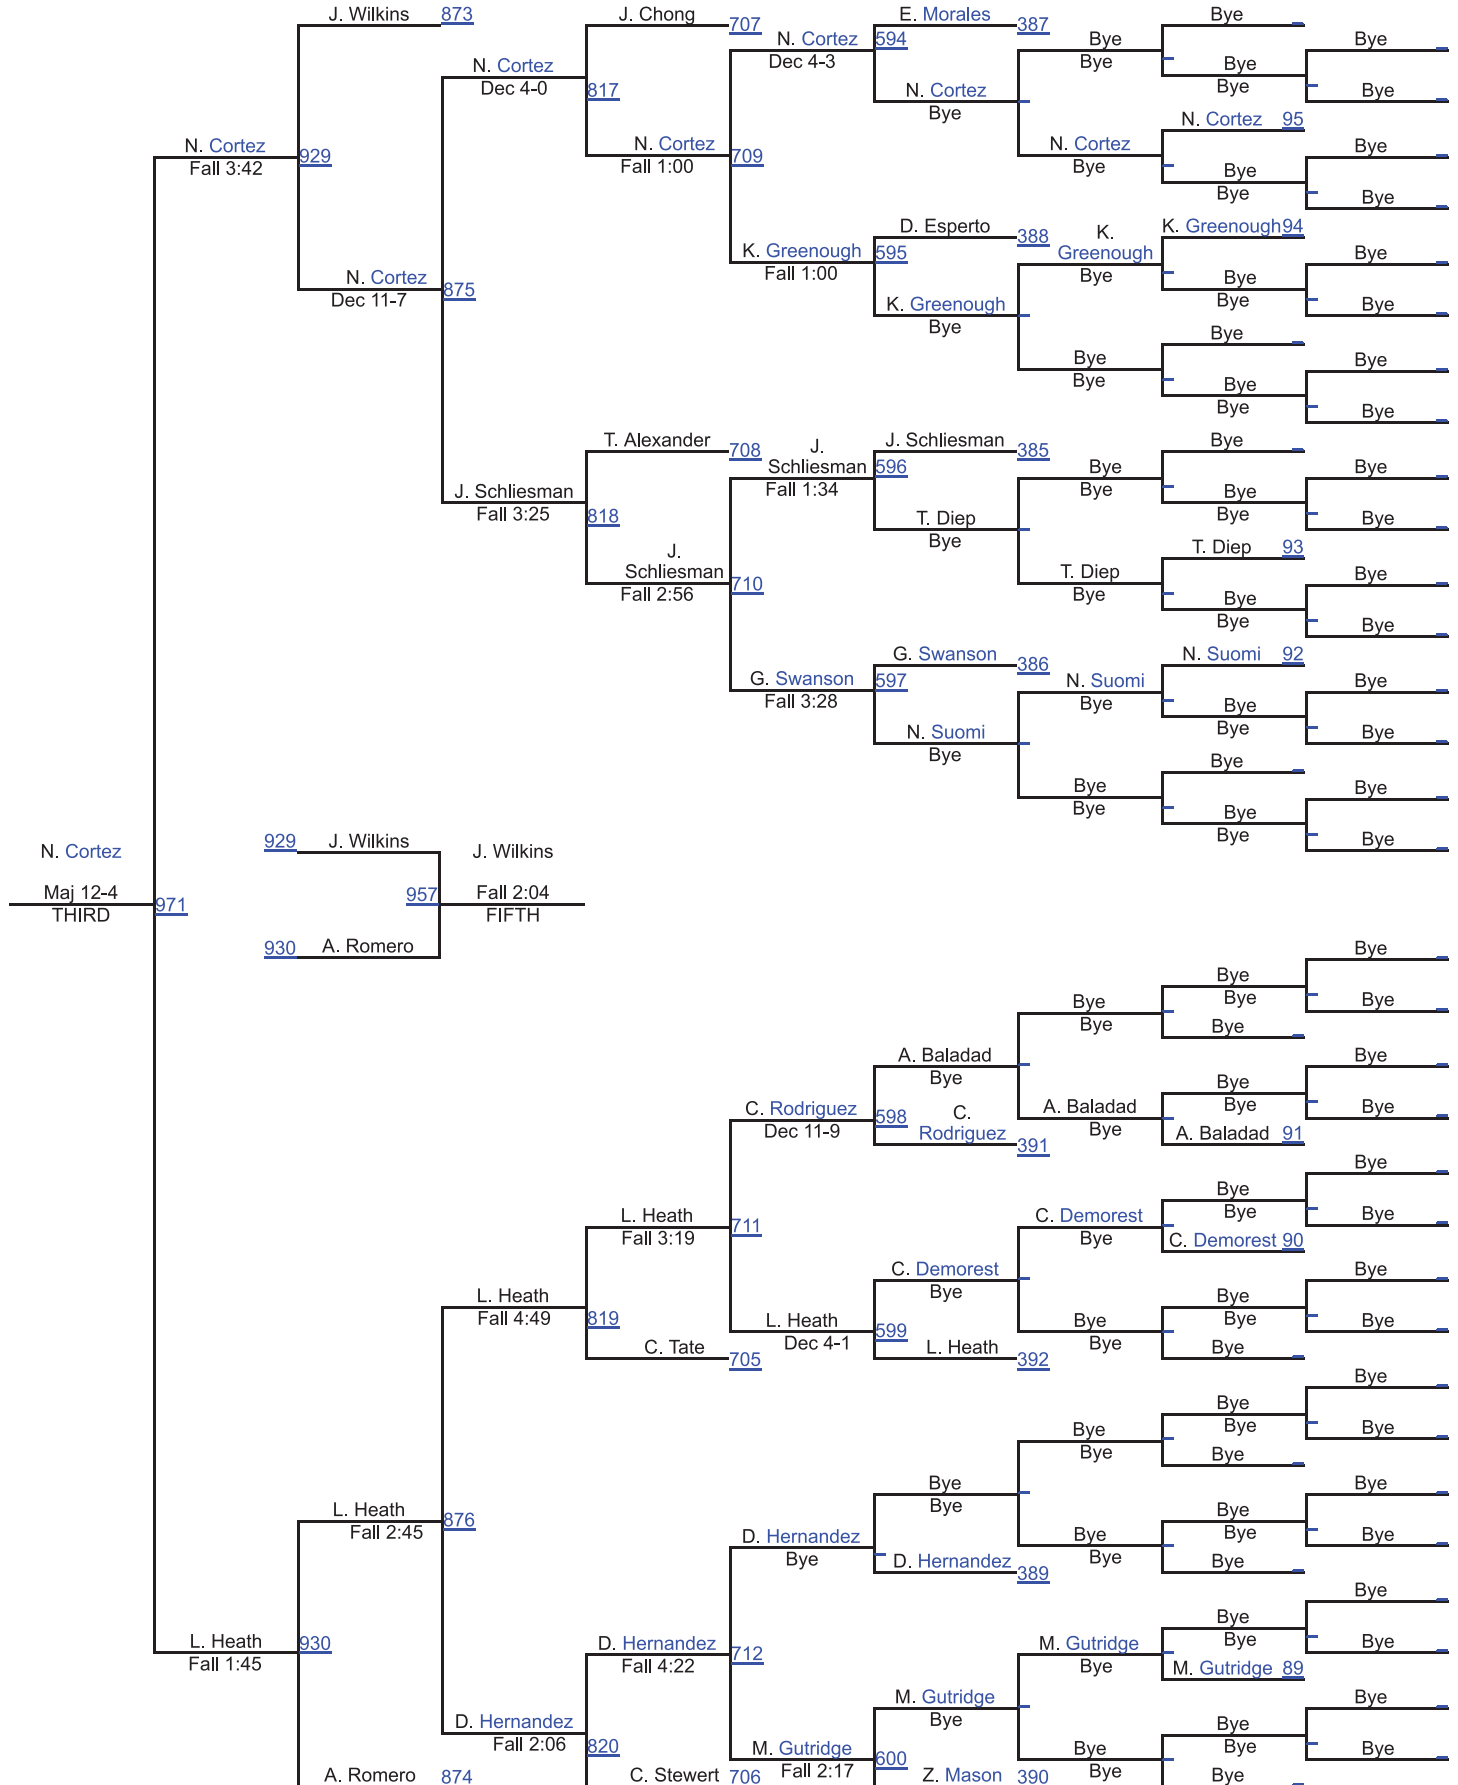 J. Wilkins 873
J. Chong 707
E. Morales 387
Bye
N. Cortez 594
Dec 4-3
Bye
Bye
Bye
N. Cortez
Dec 4-0
817
N. Cortez
Bye
Bye
Bye
Bye
N. Cortez 95
N. Cortez
Fall 3:42
929
N. Cortez
Fall 1:00
709
N. Cortez
Bye
Bye
Bye
Bye
Bye
D. Esperto 388
K. Greenough 94
K. Greenough
Fall 1:00
595
K.
Greenough
Bye
Bye
Bye
Bye
N. Cortez
Dec 11-7
875
K. Greenough
Bye
Bye
Bye
Bye
Bye
Bye
Bye
Bye
Bye
T. Alexander 708
J. Schliesman 385
Bye
J.
Schliesman
Fall 1:34
596
Bye
Bye
Bye
J. Schliesman
Fall 3:25
818
T. Diep
Bye
Bye
Bye
Bye
T. Diep 93
J.
Schliesman
Fall 2:56
710
T. Diep
Bye
Bye
Bye
Bye
Bye
G. Swanson 386
N. Suomi 92
G. Swanson
Fall 3:28
597
N. Suomi
Bye
Bye
Bye
Bye
N. Suomi
Bye
Bye
Bye
Bye
Bye
Bye
Bye
Bye
Bye
929 J. Wilkins
N. Cortez
Maj 12-4
THIRD
971
957
J. Wilkins
Fall 2:04
FIFTH
930 A. Romero
Bye
Bye
Bye
Bye
Bye
Bye
Bye
A. Baladad
Bye
Bye
Bye
Bye
C. Rodriguez
Dec 11-9
598
C.
Rodriguez
391
A. Baladad
Bye
Bye
A. Baladad 91
Bye
L. Heath
Fall 3:19
711
C. Demorest
Bye
Bye
Bye
Bye
C. Demorest 90
C. Demorest
Bye
Bye
L. Heath
Fall 4:49
819
L. Heath
Dec 4-1
599
Bye
Bye
Bye
Bye
Bye
C. Tate 705
L. Heath 392
Bye
Bye
Bye
Bye
Bye
Bye
Bye
Bye
Bye
Bye
Bye
L. Heath
Fall 2:45
876
D. Hernandez
Bye
D. Hernandez 389
Bye
Bye
Bye
Bye
Bye
Bye
Bye
L. Heath
Fall 1:45
930
D. Hernandez
Fall 4:22
712
M. Gutridge
Bye
Bye
Bye
Bye
M. Gutridge 89
D. Hernandez
Fall 2:06
820
M. Gutridge
Bye
Bye
M. Gutridge
Fall 2:17
600
Bye
Bye
Bye
Bye
Bye
A. Romero 874
C. Stewert 706
Z. Mason 390
Bye